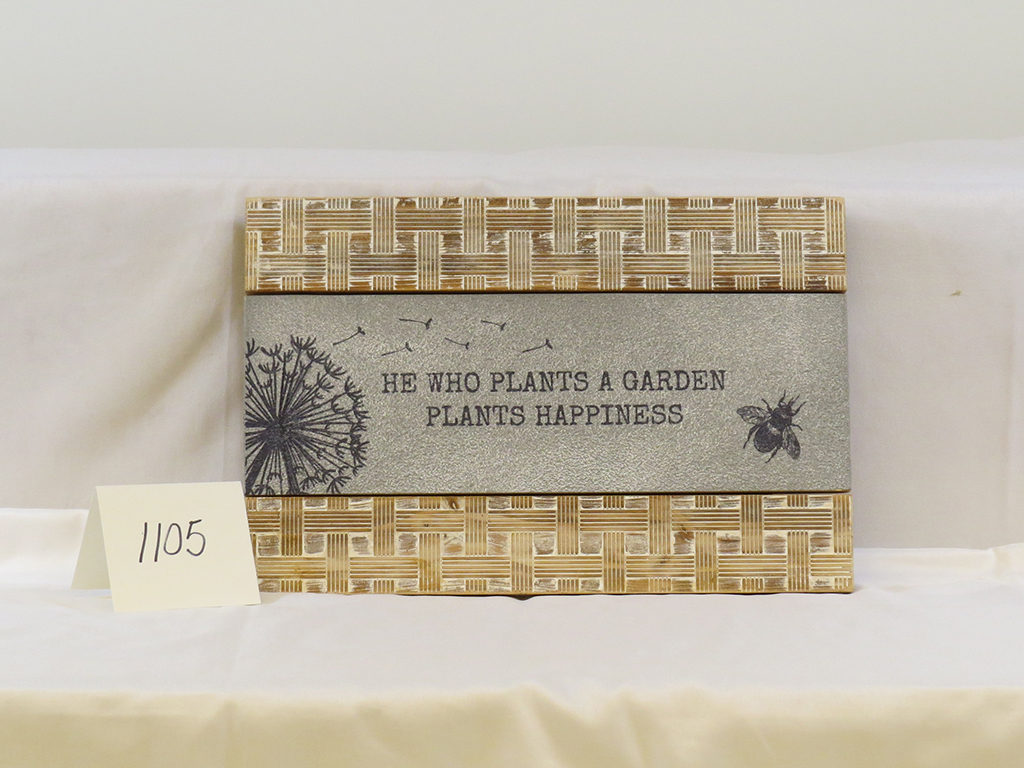 HE WHO PLANTS A GARDEN
PLANTS HAPPINESS
1105